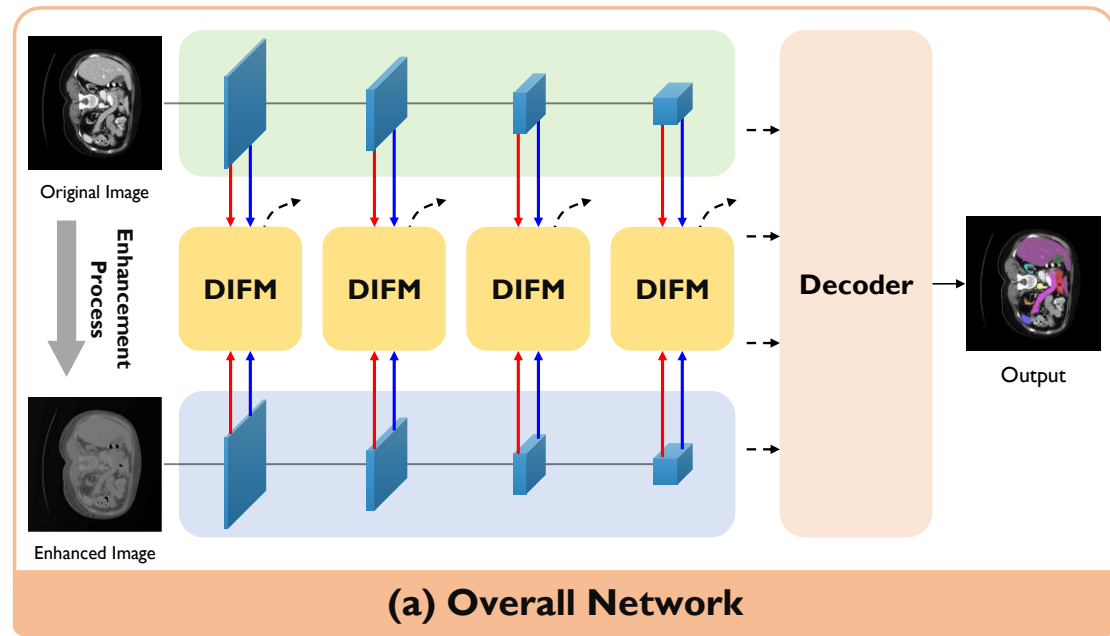 Original Image
Enhancement
Process
DIFM
DIFM
DIFM
DIFM
Decoder
Output
Enhanced Image
(a) Overall Network